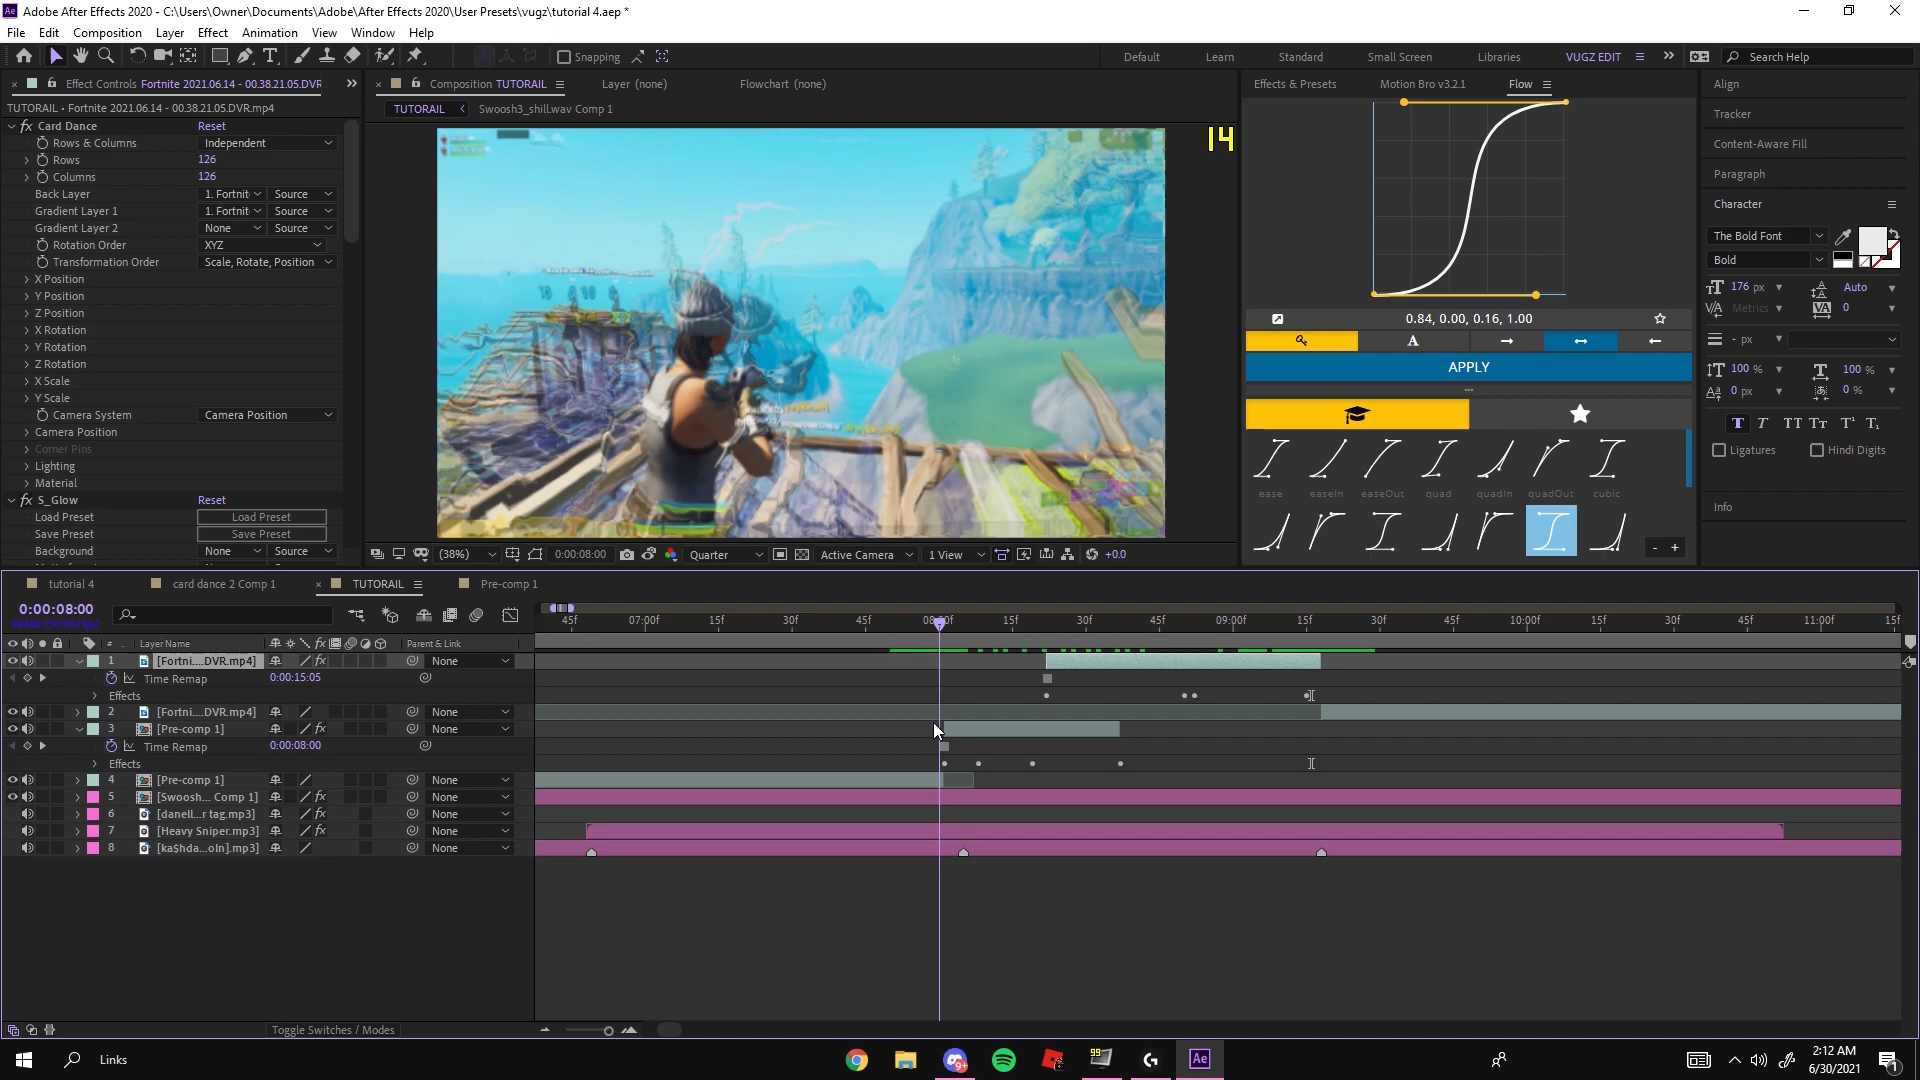 Adobe After Effects 2020 - C:\Users\Owner\Documents\Adobe\After Effects 2020\User Presets\vugz\tutorial 4.aep *
File Edit Composition Layer Effect Animation View Window Help
Snapping
Default Learn Standard Small Screen Libraries VUGZ EDIT Search Help
Effect Controls Fortnite 2021.06.14 - 00.38.21.05.DVR
Composition TUTORAIL Layer (none) Flowchart (none)
Effects & Presets Motion Bro v3.2.1 Flow
Align
TUTORAIL • Fortnite 2021.06.14 - 00.38.21.05.DVR.mp4
TUTORAIL Swoosh3_shill.wav Comp 1
Card Dance Reset
Rows & Columns Independent
Rows 126
Columns 126
Back Layer 1. Fortnit Source
Gradient Layer 1 1. Fortnit Source
Gradient Layer 2 None Source
Rotation Order XYZ
Transformation Order Scale, Rotate, Position
X Position
Y Position
Z Position
X Rotation
Y Rotation
Z Rotation
X Scale
Y Scale
Camera System Camera Position
Camera Position
Corner Pins
Lighting
Material
S_Glow Reset
Load Preset Load Preset
Save Preset Save Preset
Background None Source
14
(38%) 0:00:08:00 Quarter Active Camera 1 View +0.0
0.84, 0.00, 0.16, 1.00
A
APPLY
ease easeIn easeOut quad quadIn quadOut cubic
- +
Tracker
Content-Aware Fill
Paragraph
Character
The Bold Font
Bold
176 px Auto
Metrics 0
- px
100 % 100 %
0 px 0 %
T T TT Tt T¹ T₁
Ligatures Hindi Digits
Info
tutorial 4 card dance 2 Comp 1 TUTORAIL Pre-comp 1
0:00:08:00
45f 07:00f 15f 30f 45f 08:00f 15f 30f 45f 09:00f 15f 30f 45f 10:00f 15f 30f 45f 11:00f 15f
# Layer Name Parent & Link
1 [Fortni....DVR.mp4] None
Time Remap 0:00:15:05
Effects
2 [Fortni....DVR.mp4] None
3 [Pre-comp 1] None
Time Remap 0:00:08:00
Effects
4 [Pre-comp 1] None
5 [Swoosh... Comp 1] None
6 [danell...r tag.mp3] None
7 [Heavy Sniper.mp3] None
8 [ka$hda...oln].mp3] None
Toggle Switches / Modes
Links
2:12 AM
6/30/2021